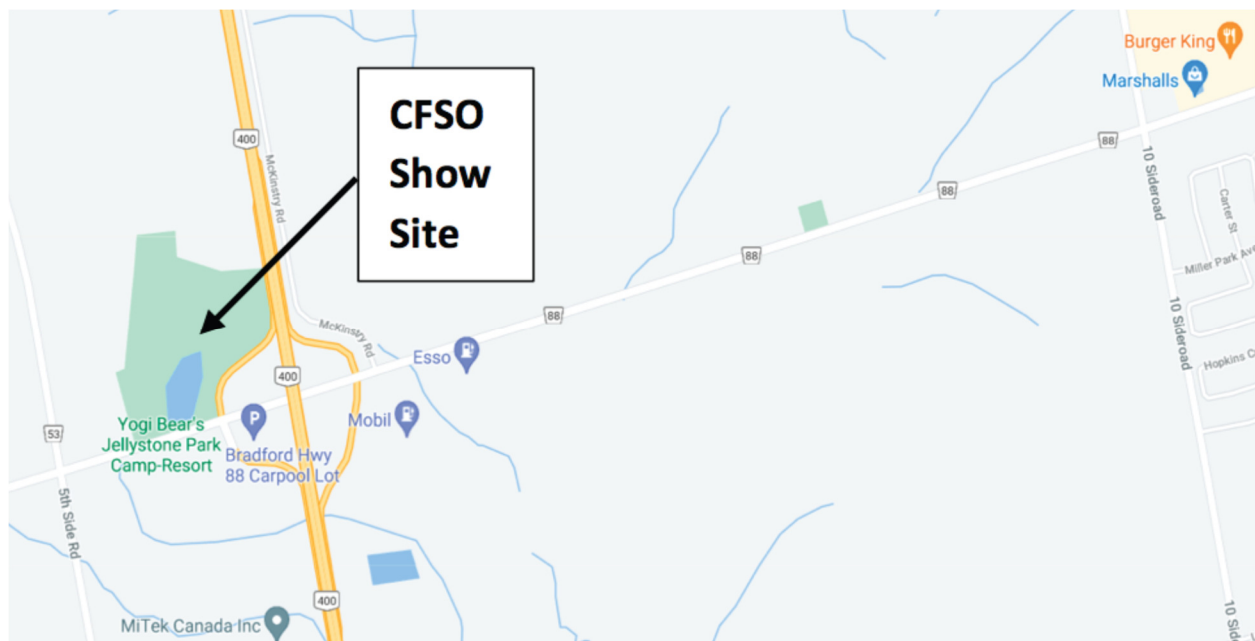 Burger King
Marshalls
CFSO
Show
Site
400
McKinstry Rd
88
10 Sideroad
Carter St
88
Miller Park Ave
88
88
McKinstry Rd
10 Sideroad
Esso
Hopkins C
400
Mobil
P
Yogi Bear's
Jellystone Park
Camp-Resort
53
Bradford Hwy
88 Carpool Lot
5th Side Rd
400
10 Sid
MiTek Canada Inc